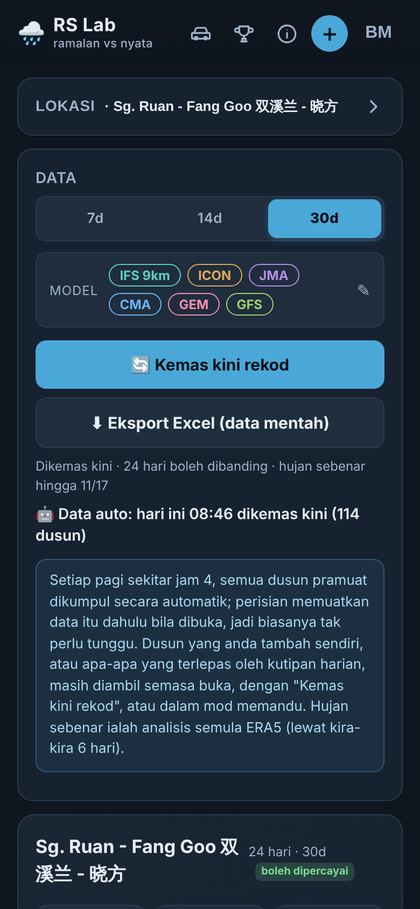 RS Lab
ramalan vs nyata
BM
LOKASI · Sg. Ruan - Fang Goo 双溪兰 - 晓方
DATA
7d 14d 30d
MODEL IFS 9km ICON JMA
CMA GEM GFS
🔄 Kemas kini rekod
⬇ Eksport Excel (data mentah)
Dikemas kini · 24 hari boleh dibanding · hujan sebenar
hingga 11/17
🤖 Data auto: hari ini 08:46 dikemas kini (114
dusun)
Setiap pagi sekitar jam 4, semua dusun pramuat
dikumpul secara automatik; perisian memuatkan
data itu dahulu bila dibuka, jadi biasanya tak
perlu tunggu. Dusun yang anda tambah sendiri,
atau apa-apa yang terlepas oleh kutipan harian,
masih diambil semasa buka, dengan "Kemas
kini rekod", atau dalam mod memandu. Hujan
sebenar ialah analisis semula ERA5 (lewat kira-
kira 6 hari).
Sg. Ruan - Fang Goo 双
溪兰 - 晓方
24 hari · 30d
boleh dipercayai